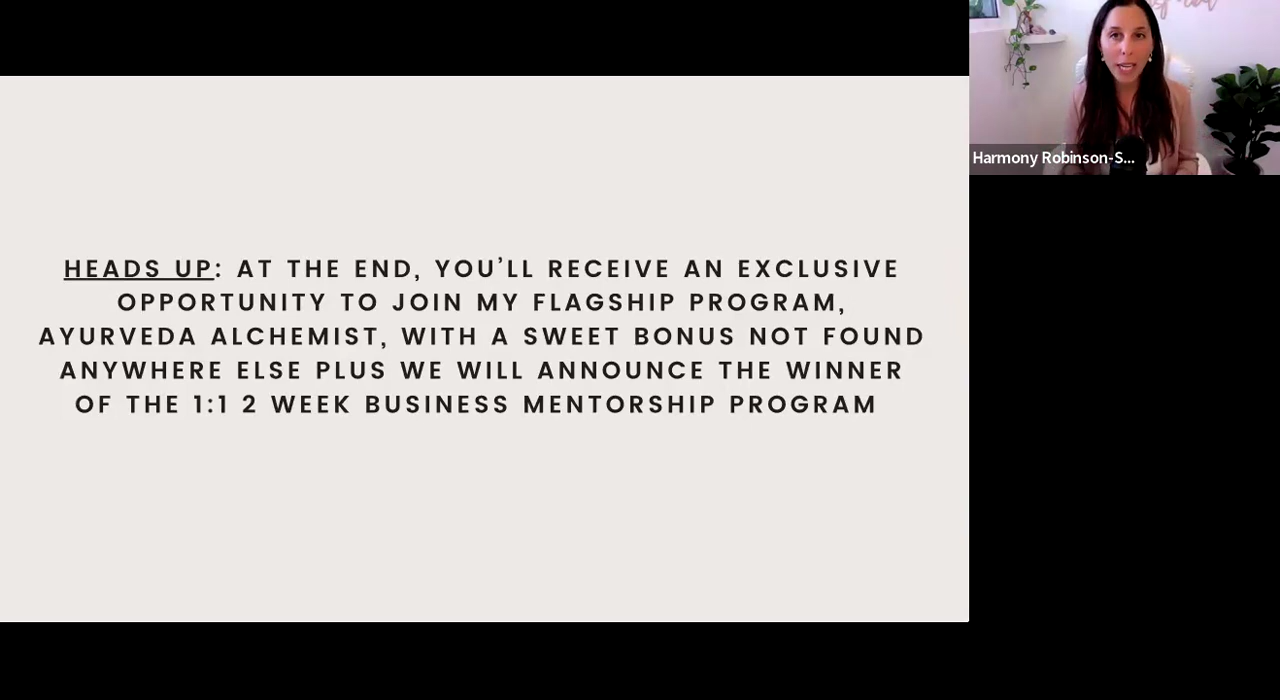 HEADS UP: AT THE END, YOU’LL RECEIVE AN EXCLUSIVE
OPPORTUNITY TO JOIN MY FLAGSHIP PROGRAM,
AYURVEDA ALCHEMIST, WITH A SWEET BONUS NOT FOUND
ANYWHERE ELSE PLUS WE WILL ANNOUNCE THE WINNER
OF THE 1:1 2 WEEK BUSINESS MENTORSHIP PROGRAM
Harmony Robinson-S...